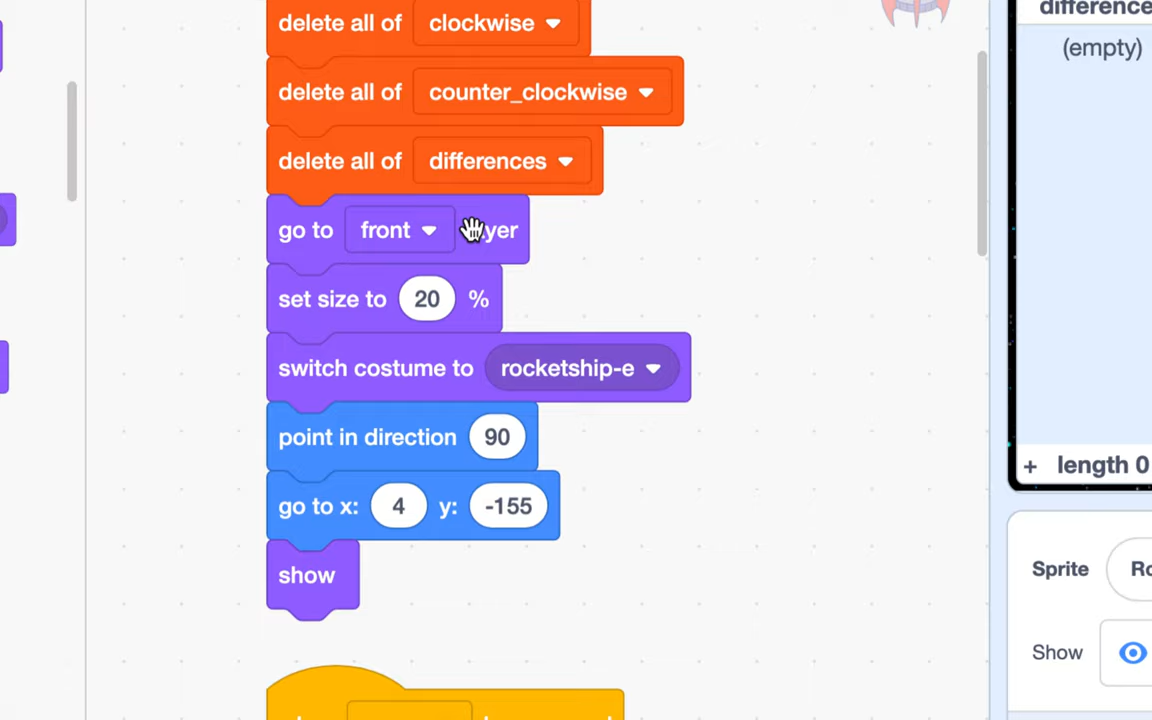 delete all of clockwise
delete all of counter_clockwise
delete all of differences
go to front
set size to 20 %
switch costume to rocketship-e
point in direction 90
go to x: 4 y: -155
show
difference
(empty)
+ length 0
Sprite Ro
Show